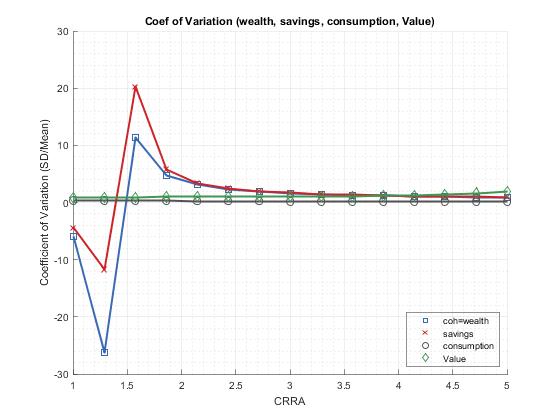 Coef of Variation (wealth, savings, consumption, Value)
30
20
10
0
-10
-20
-30
Coefficient of Variation (SD/Mean)
1
1.5
2
2.5
3
3.5
4
4.5
5
CRRA
coh=wealth
savings
consumption
Value